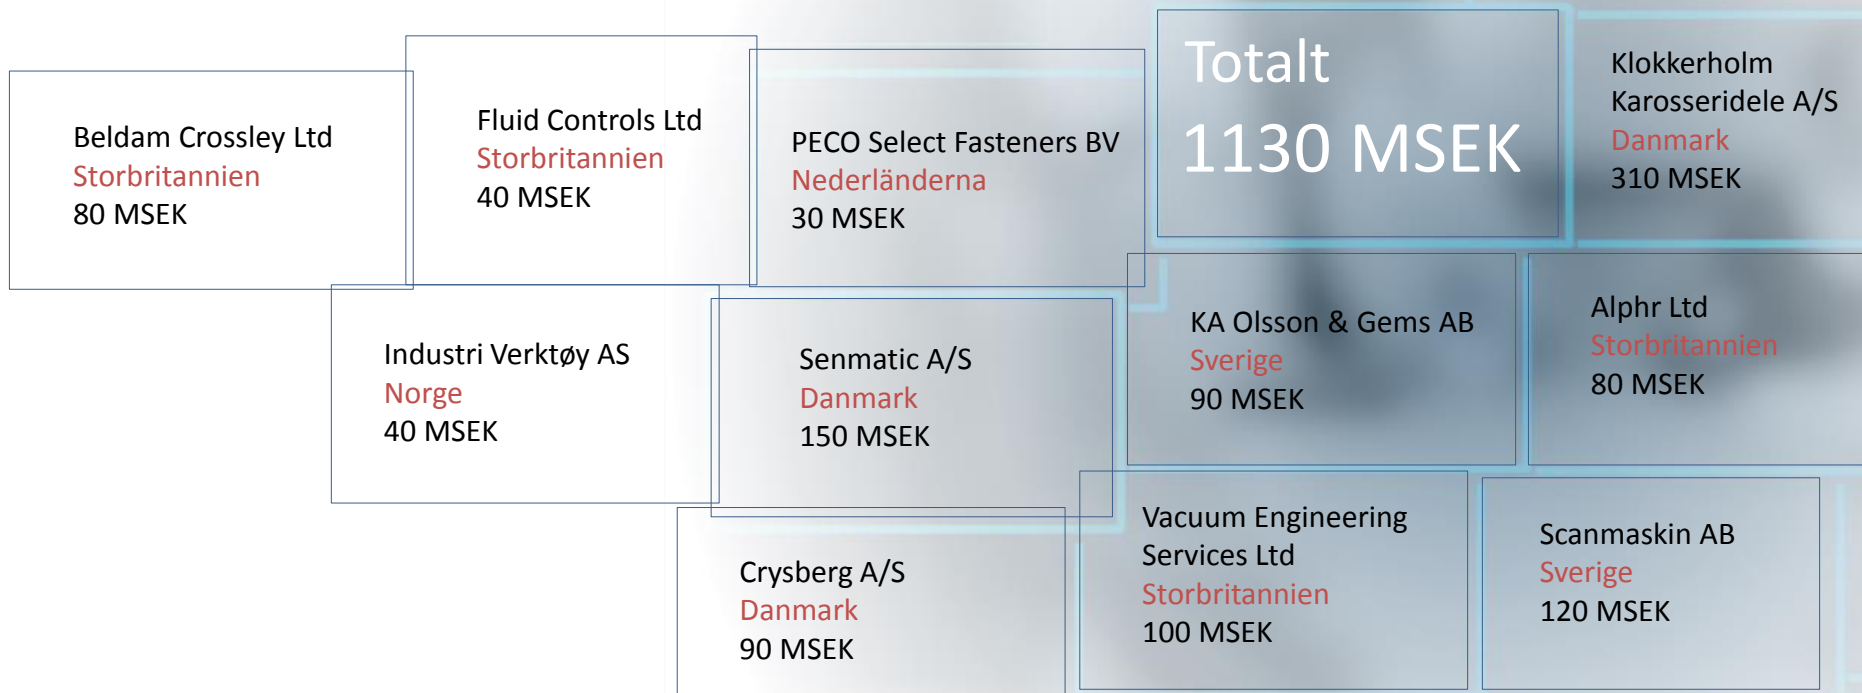 Beldam Crossley Ltd
Storbritannien
80 MSEK
Fluid Controls Ltd
Storbritannien
40 MSEK
PECO Select Fasteners BV
Nederländerna
30 MSEK
Totalt
1130 MSEK
Klokkerholm
Karosseridele A/S
Danmark
310 MSEK
Industri Verktøy AS
Norge
40 MSEK
Senmatic A/S
Danmark
150 MSEK
KA Olsson & Gems AB
Sverige
90 MSEK
Alphr Ltd
Storbritannien
80 MSEK
Crysberg A/S
Danmark
90 MSEK
Vacuum Engineering
Services Ltd
Storbritannien
100 MSEK
Scanmaskin AB
Sverige
120 MSEK